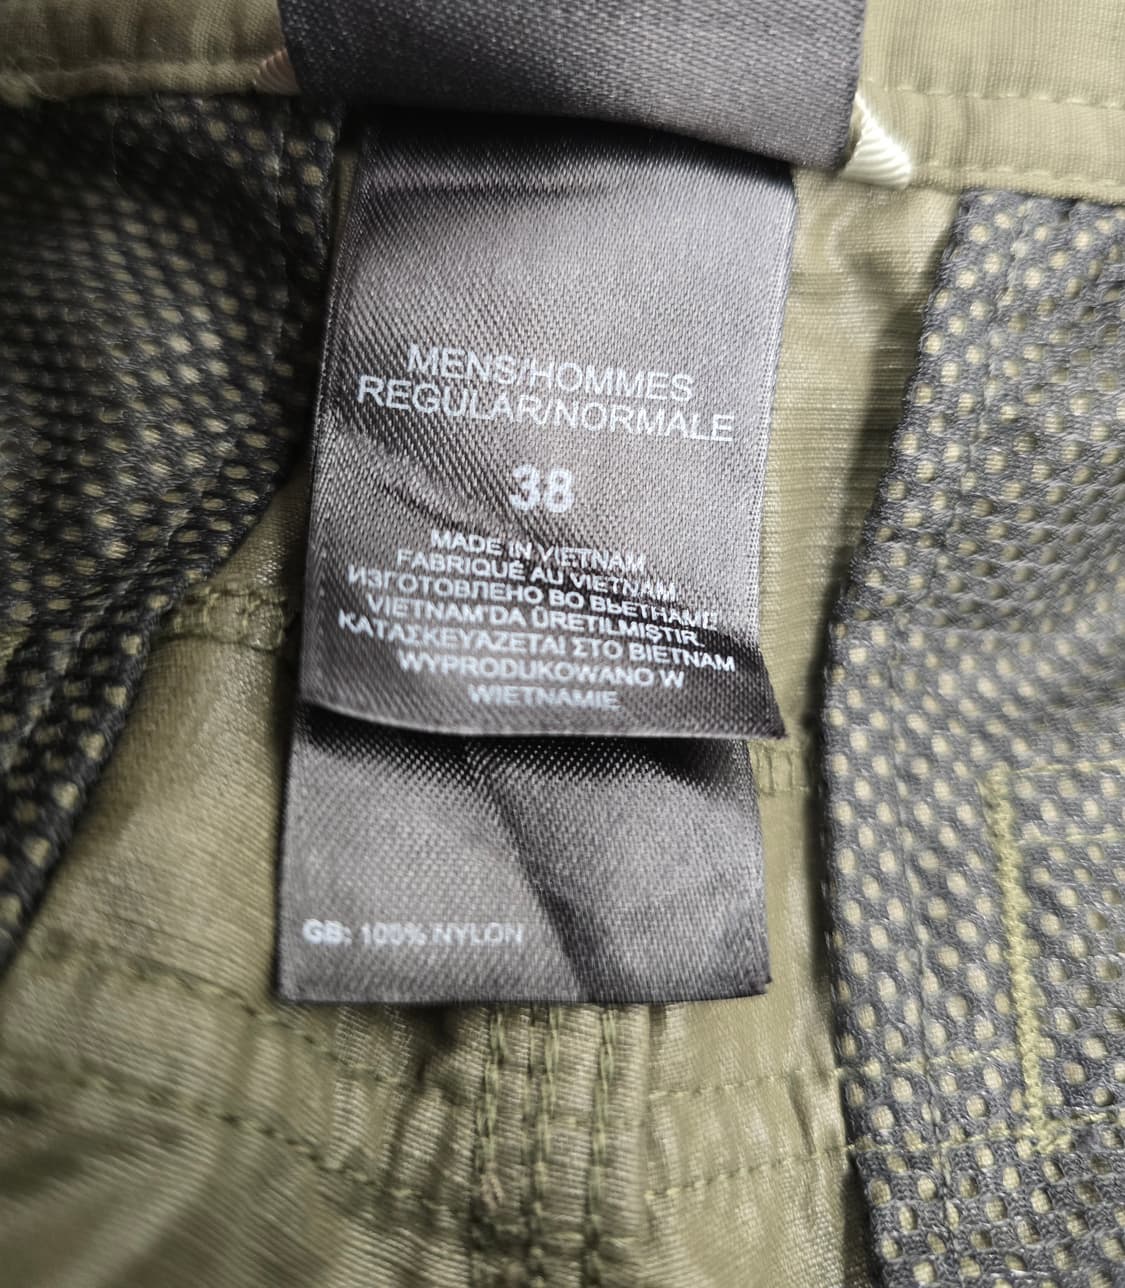 MENS/HOMMES
REGULAR/NORMALE
38
MADE IN VIETNAM
FABRIQUÉ AU VIETNAM
ИЗГОТОВЛЕНО ВО ВЬЕТНАМЕ
VIETNAM'DA ÜRETILMIŞTIR
ΚΑΤΑΣΚΕΥΑΖΕΤΑΙ ΣΤΟ ΒΙΕΤΝΑΜ
WYPRODUKOWANO W
WIETNAMIE
GB: 100% NYLON